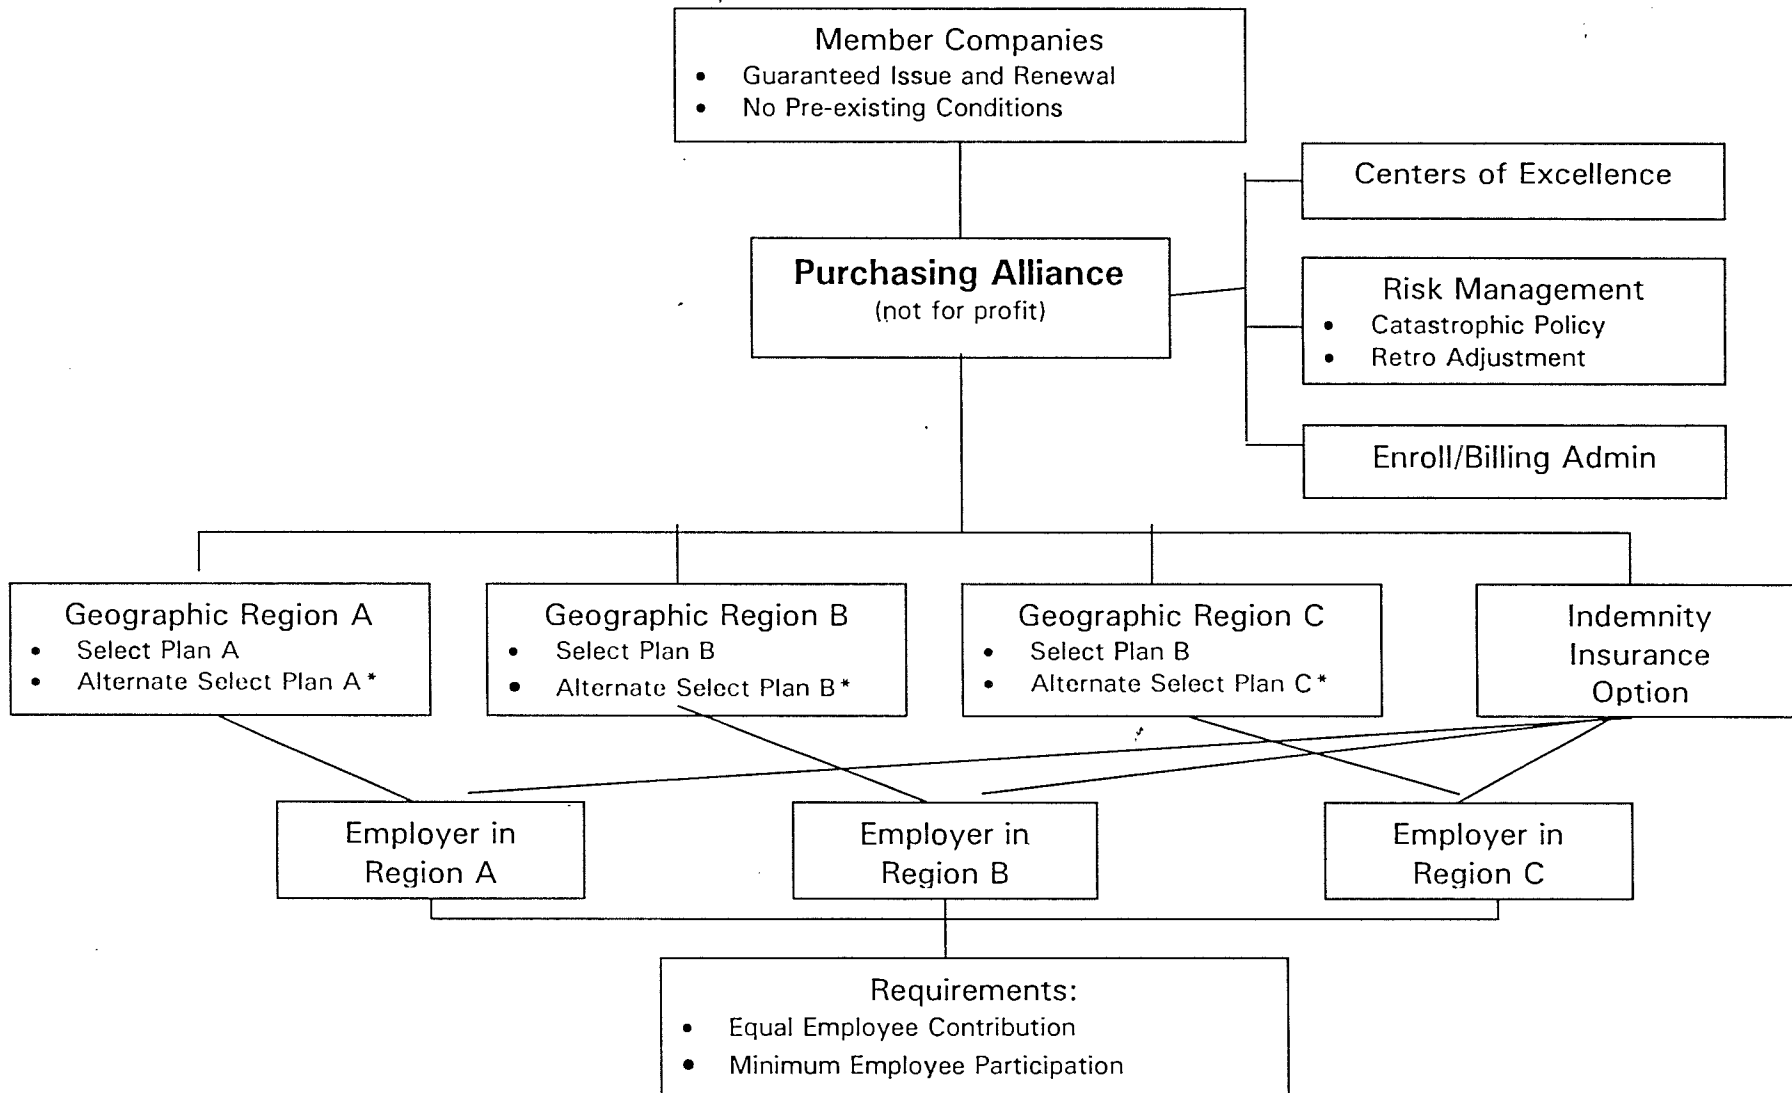 Member Companies
• Guaranteed Issue and Renewal
• No Pre-existing Conditions
Centers of Excellence
Purchasing Alliance
(not for profit)
Risk Management
• Catastrophic Policy
• Retro Adjustment
Enroll/Billing Admin
Geographic Region A
• Select Plan A
• Alternate Select Plan A*
Geographic Region B
• Select Plan B
• Alternate Select Plan B*
Geographic Region C
• Select Plan B
• Alternate Select Plan C*
Indemnity
Insurance
Option
Employer in
Region A
Employer in
Region B
Employer in
Region C
Requirements:
• Equal Employee Contribution
• Minimum Employee Participation